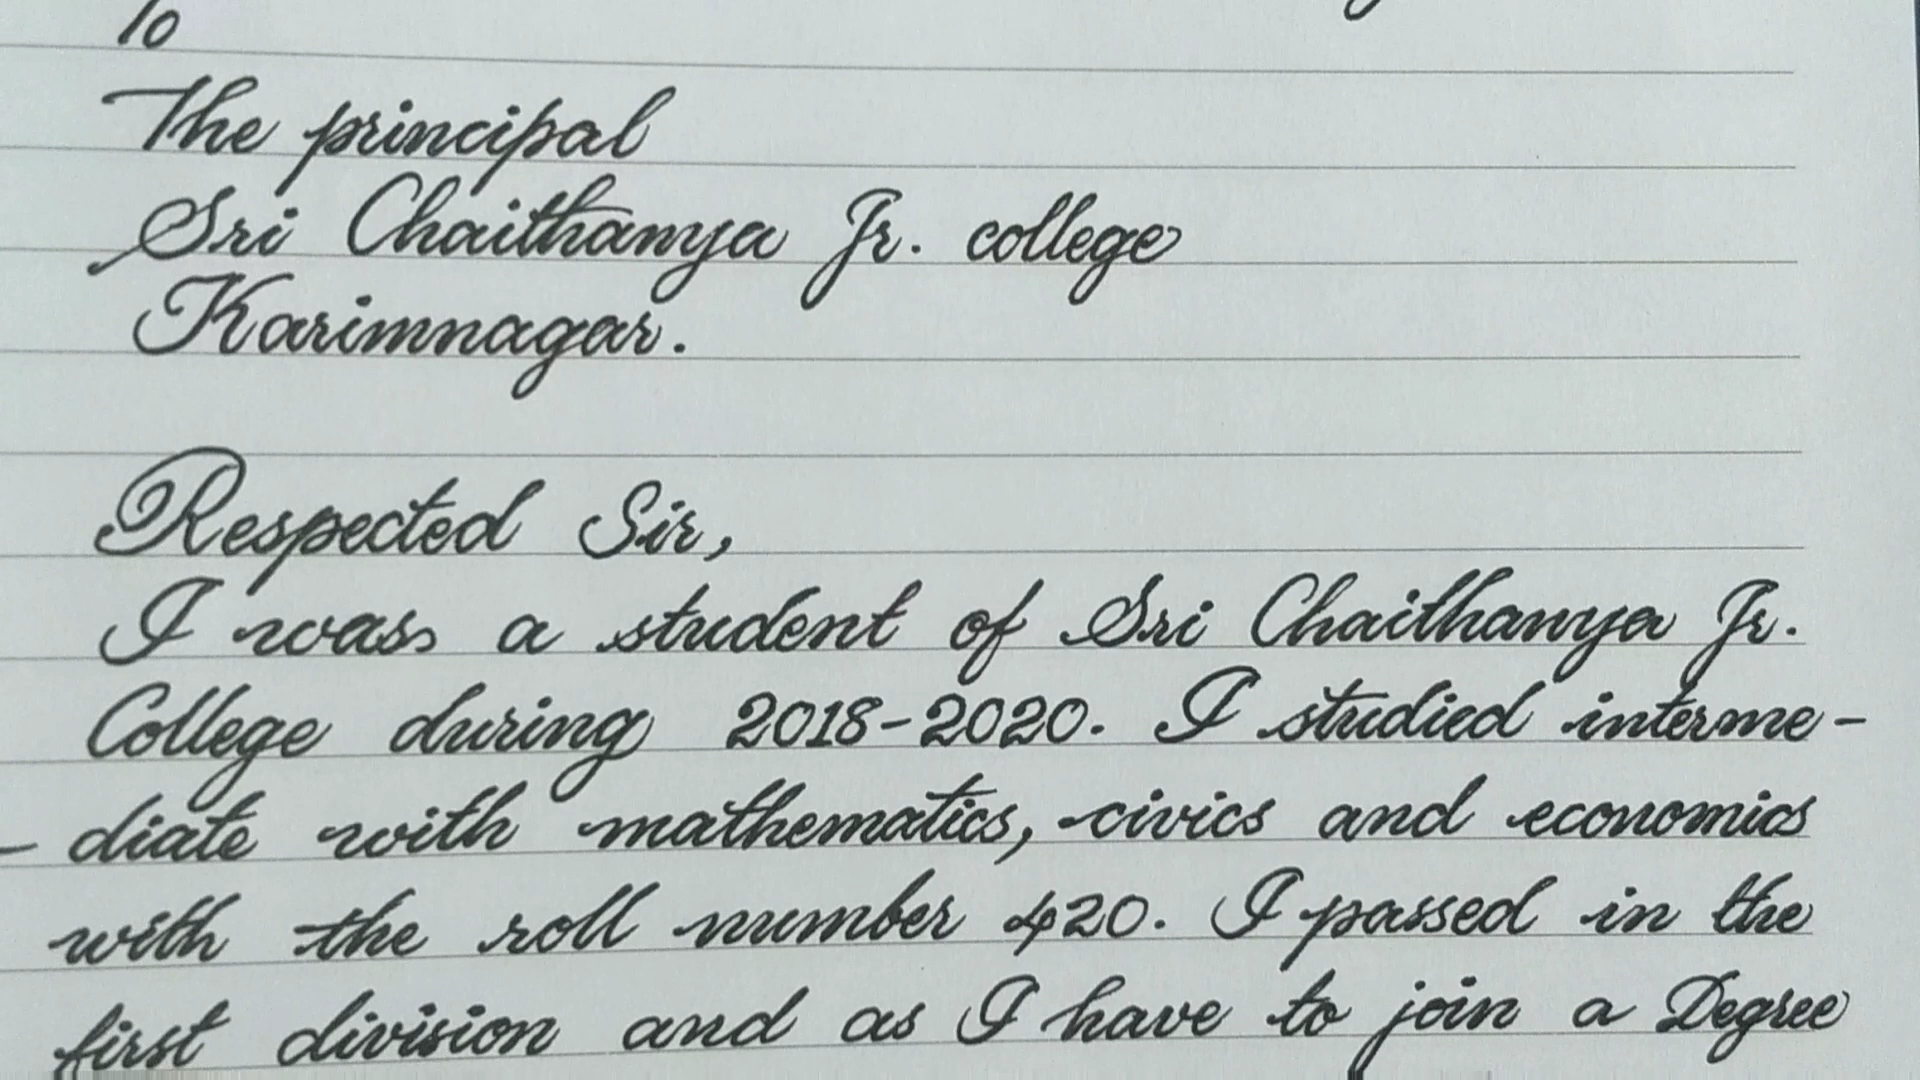 To
The principal
Sri Chaithanya Jr. college
Karimnagar.
Respected Sir,
I was a student of Sri Chaithanya Jr.
College during 2018-2020. I studied interme-
-diate with mathematics, civics and economics
with the roll number 420. I passed in the
first division and as I have to join a Degree